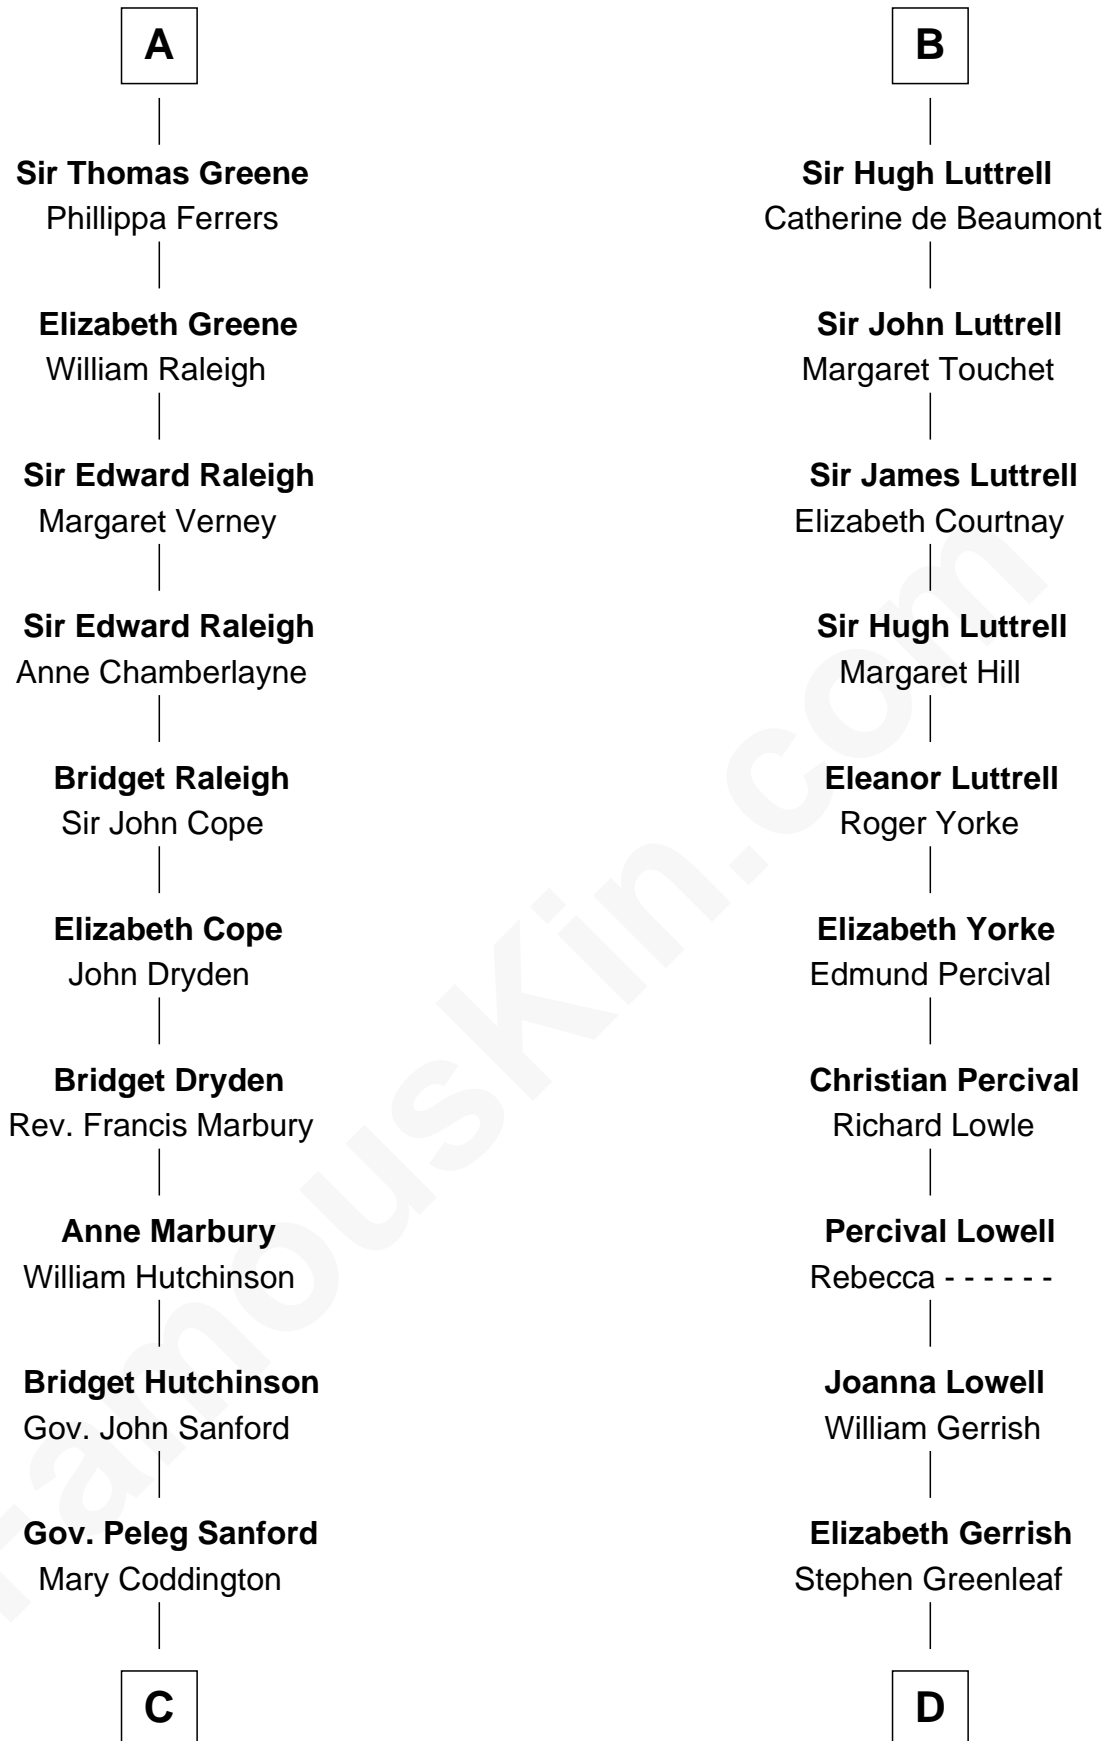 A
Sir Thomas Greene
Phillippa Ferrers
Elizabeth Greene
William Raleigh
Sir Edward Raleigh
Margaret Verney
Sir Edward Raleigh
Anne Chamberlayne
Bridget Raleigh
Sir John Cope
Elizabeth Cope
John Dryden
Bridget Dryden
Rev. Francis Marbury
Anne Marbury
William Hutchinson
Bridget Hutchinson
Gov. John Sanford
Gov. Peleg Sanford
Mary Coddington
C
B
Sir Hugh Luttrell
Catherine de Beaumont
Sir John Luttrell
Margaret Touchet
Sir James Luttrell
Elizabeth Courtnay
Sir Hugh Luttrell
Margaret Hill
Eleanor Luttrell
Roger Yorke
Elizabeth Yorke
Edmund Percival
Christian Percival
Richard Lowle
Percival Lowell
Rebecca - - - - - -
Joanna Lowell
William Gerrish
Elizabeth Gerrish
Stephen Greenleaf
D
FamousKin.com